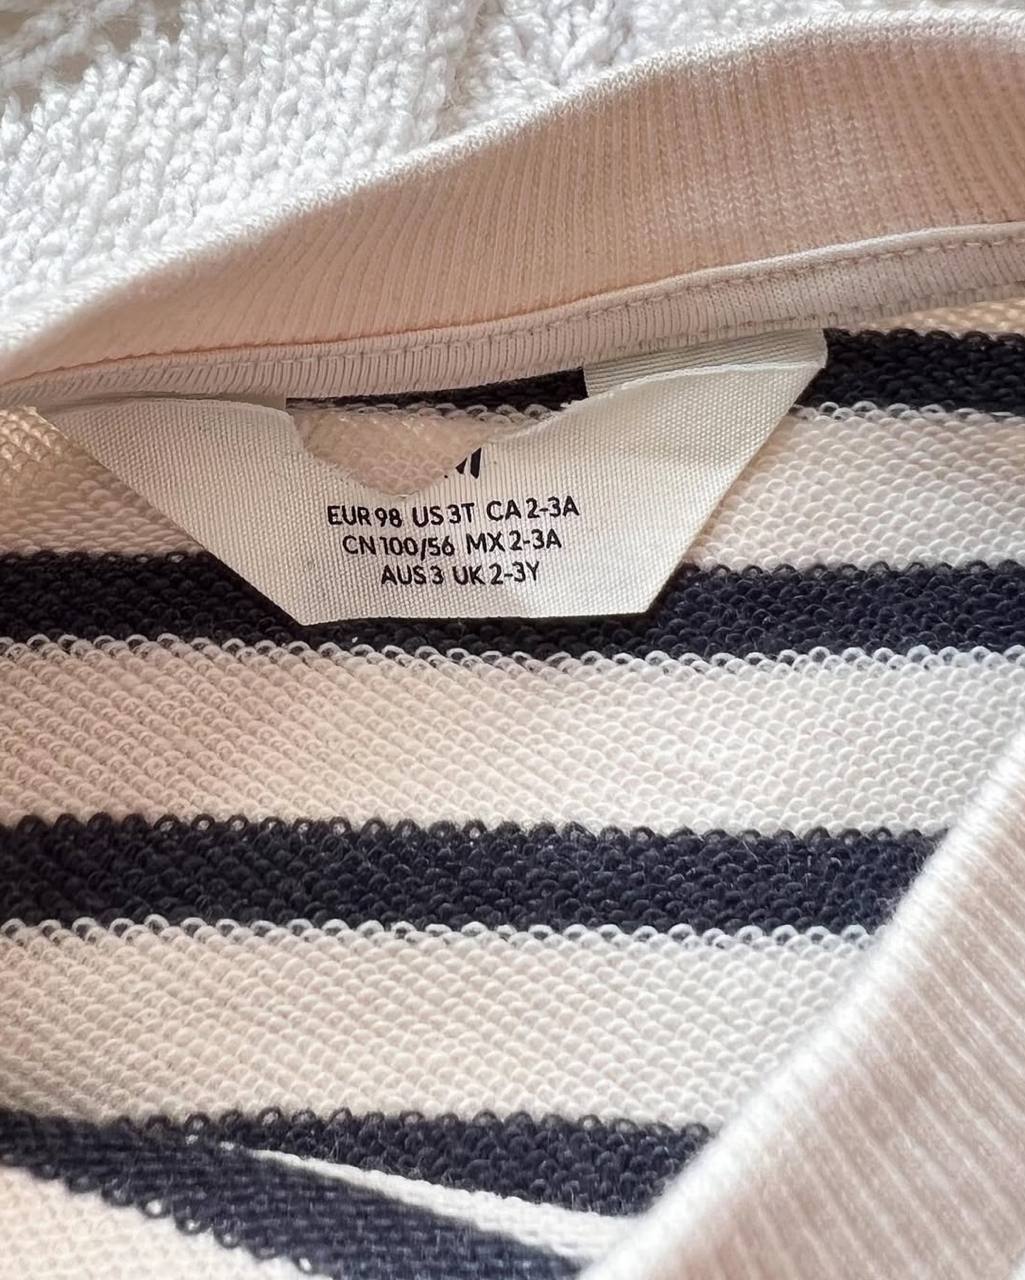 EUR 98 US 3T CA 2-3A
CN 100/56 MX 2-3A
AUS 3 UK 2-3Y